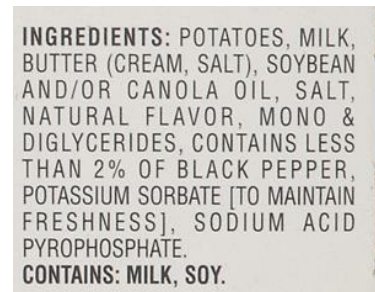 INGREDIENTS: POTATOES, MILK,
BUTTER (CREAM, SALT), SOYBEAN
AND/OR CANOLA OIL, SALT,
NATURAL FLAVOR, MONO &
DIGLYCERIDES, CONTAINS LESS
THAN 2% OF BLACK PEPPER,
POTASSIUM SORBATE [TO MAINTAIN
FRESHNESS], SODIUM ACID
PYROPHOSPHATE.
CONTAINS: MILK, SOY.